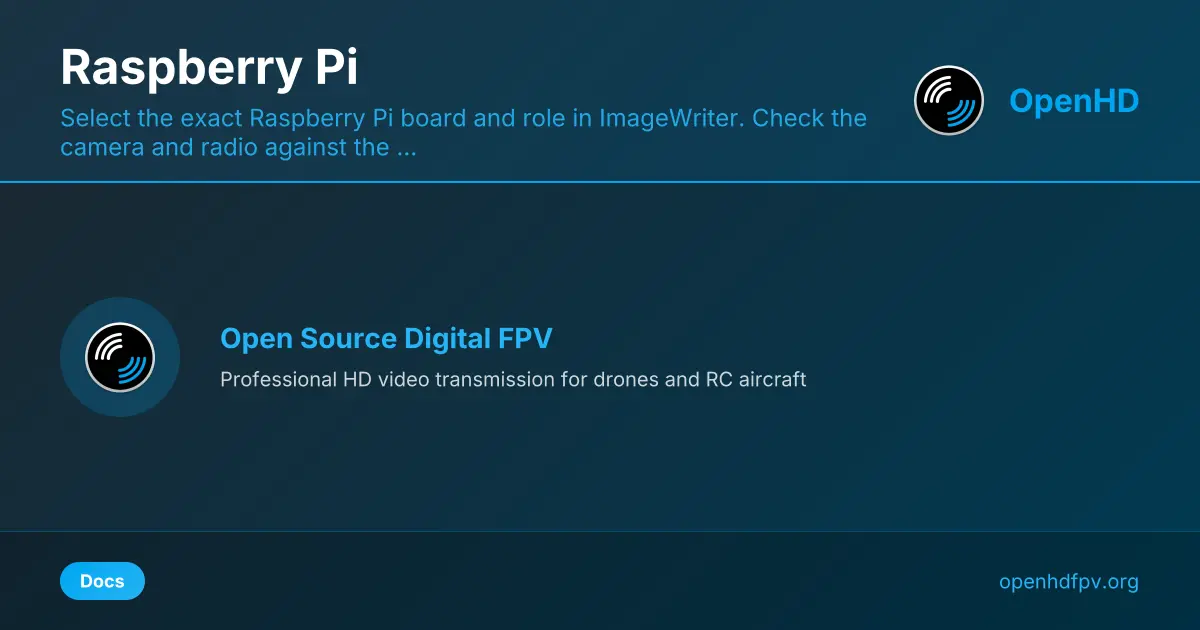 Raspberry Pi
Select the exact Raspberry Pi board and role in ImageWriter. Check the
camera and radio against the ...
OpenHD
Open Source Digital FPV
Professional HD video transmission for drones and RC aircraft
Docs
openhdfpv.org